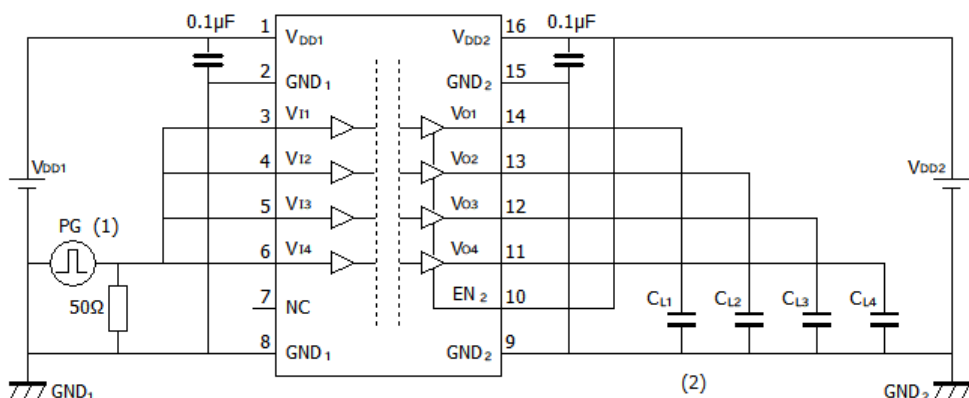 0.1μF 1 16 0.1μF
VDD1 VDD2
2 15
GND1 GND2
3 VI1 VO1 14
4 VI2 VO2 13
VDD1 VDD2
5 VI3 VO3 12
PG (1)
6 VI4 VO4 11
7 EN2 10
50Ω NC CL1 CL2 CL3 CL4
8 GND1 GND2 9
(2)
GND1 GND2